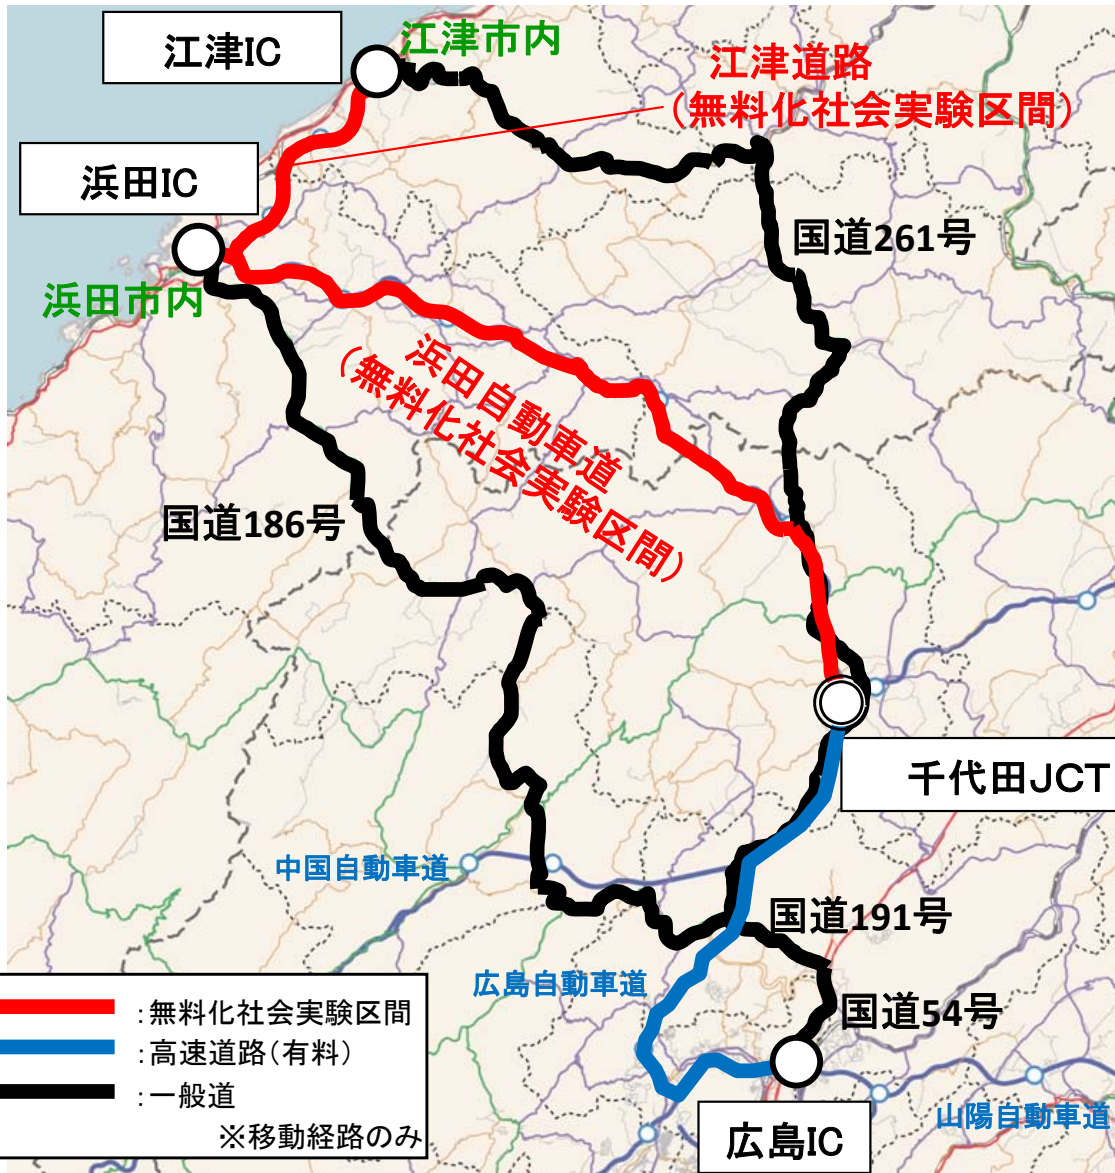 江津IC
江津市内
江津道路
(無料化社会実験区間)
浜田IC
国道261号
浜田市内
浜田自動車道
(無料化社会実験区間)
国道186号
千代田JCT
中国自動車道
国道191号
広島自動車道
国道54号
:無料化社会実験区間
:高速道路(有料)
:一般道
※移動経路のみ
山陽自動車道
広島IC